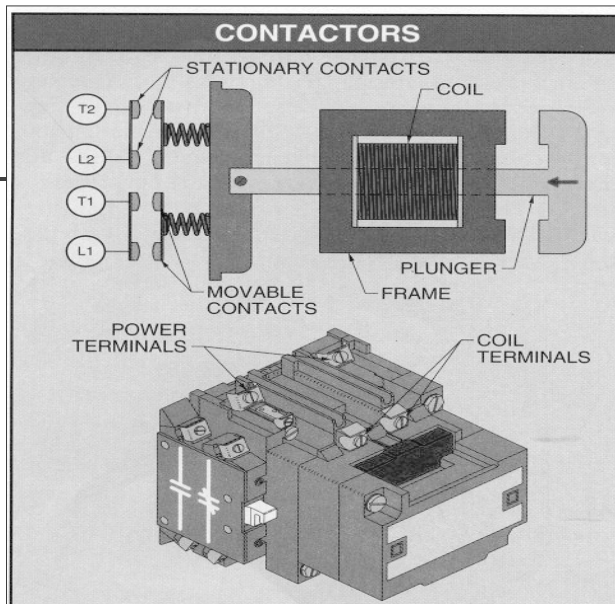 CONTACTORS
STATIONARY CONTACTS
COIL
T2
L2
T1
L1
PLUNGER
MOVABLE
CONTACTS
FRAME
POWER
TERMINALS
COIL
TERMINALS